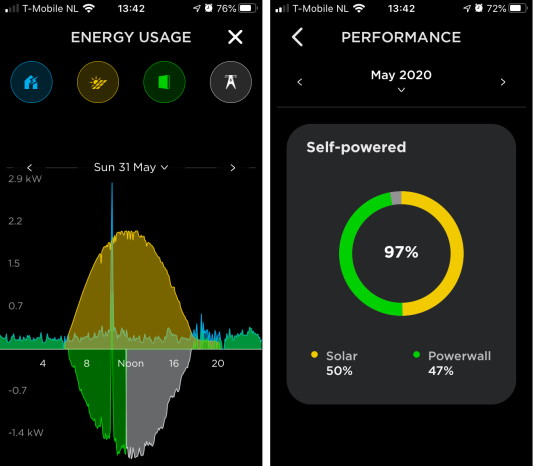 T-Mobile NL 13:42 76%
ENERGY USAGE
Sun 31 May
2.9 kW
2.2
1.5
0.7
4 8 Noon 16 20
-0.7
-1.4 kW
T-Mobile NL 13:42 72%
PERFORMANCE
May 2020
Self-powered
97%
Solar Powerwall
50% 47%